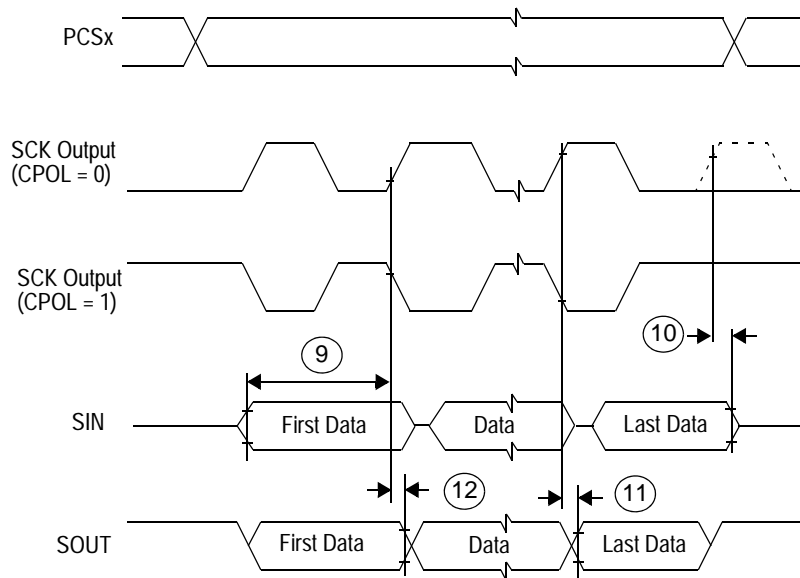 PCSx
SCK Output
(CPOL = 0)
SCK Output
(CPOL = 1)
9
10
SIN
First Data
Data
Last Data
12
11
SOUT
First Data
Data
Last Data